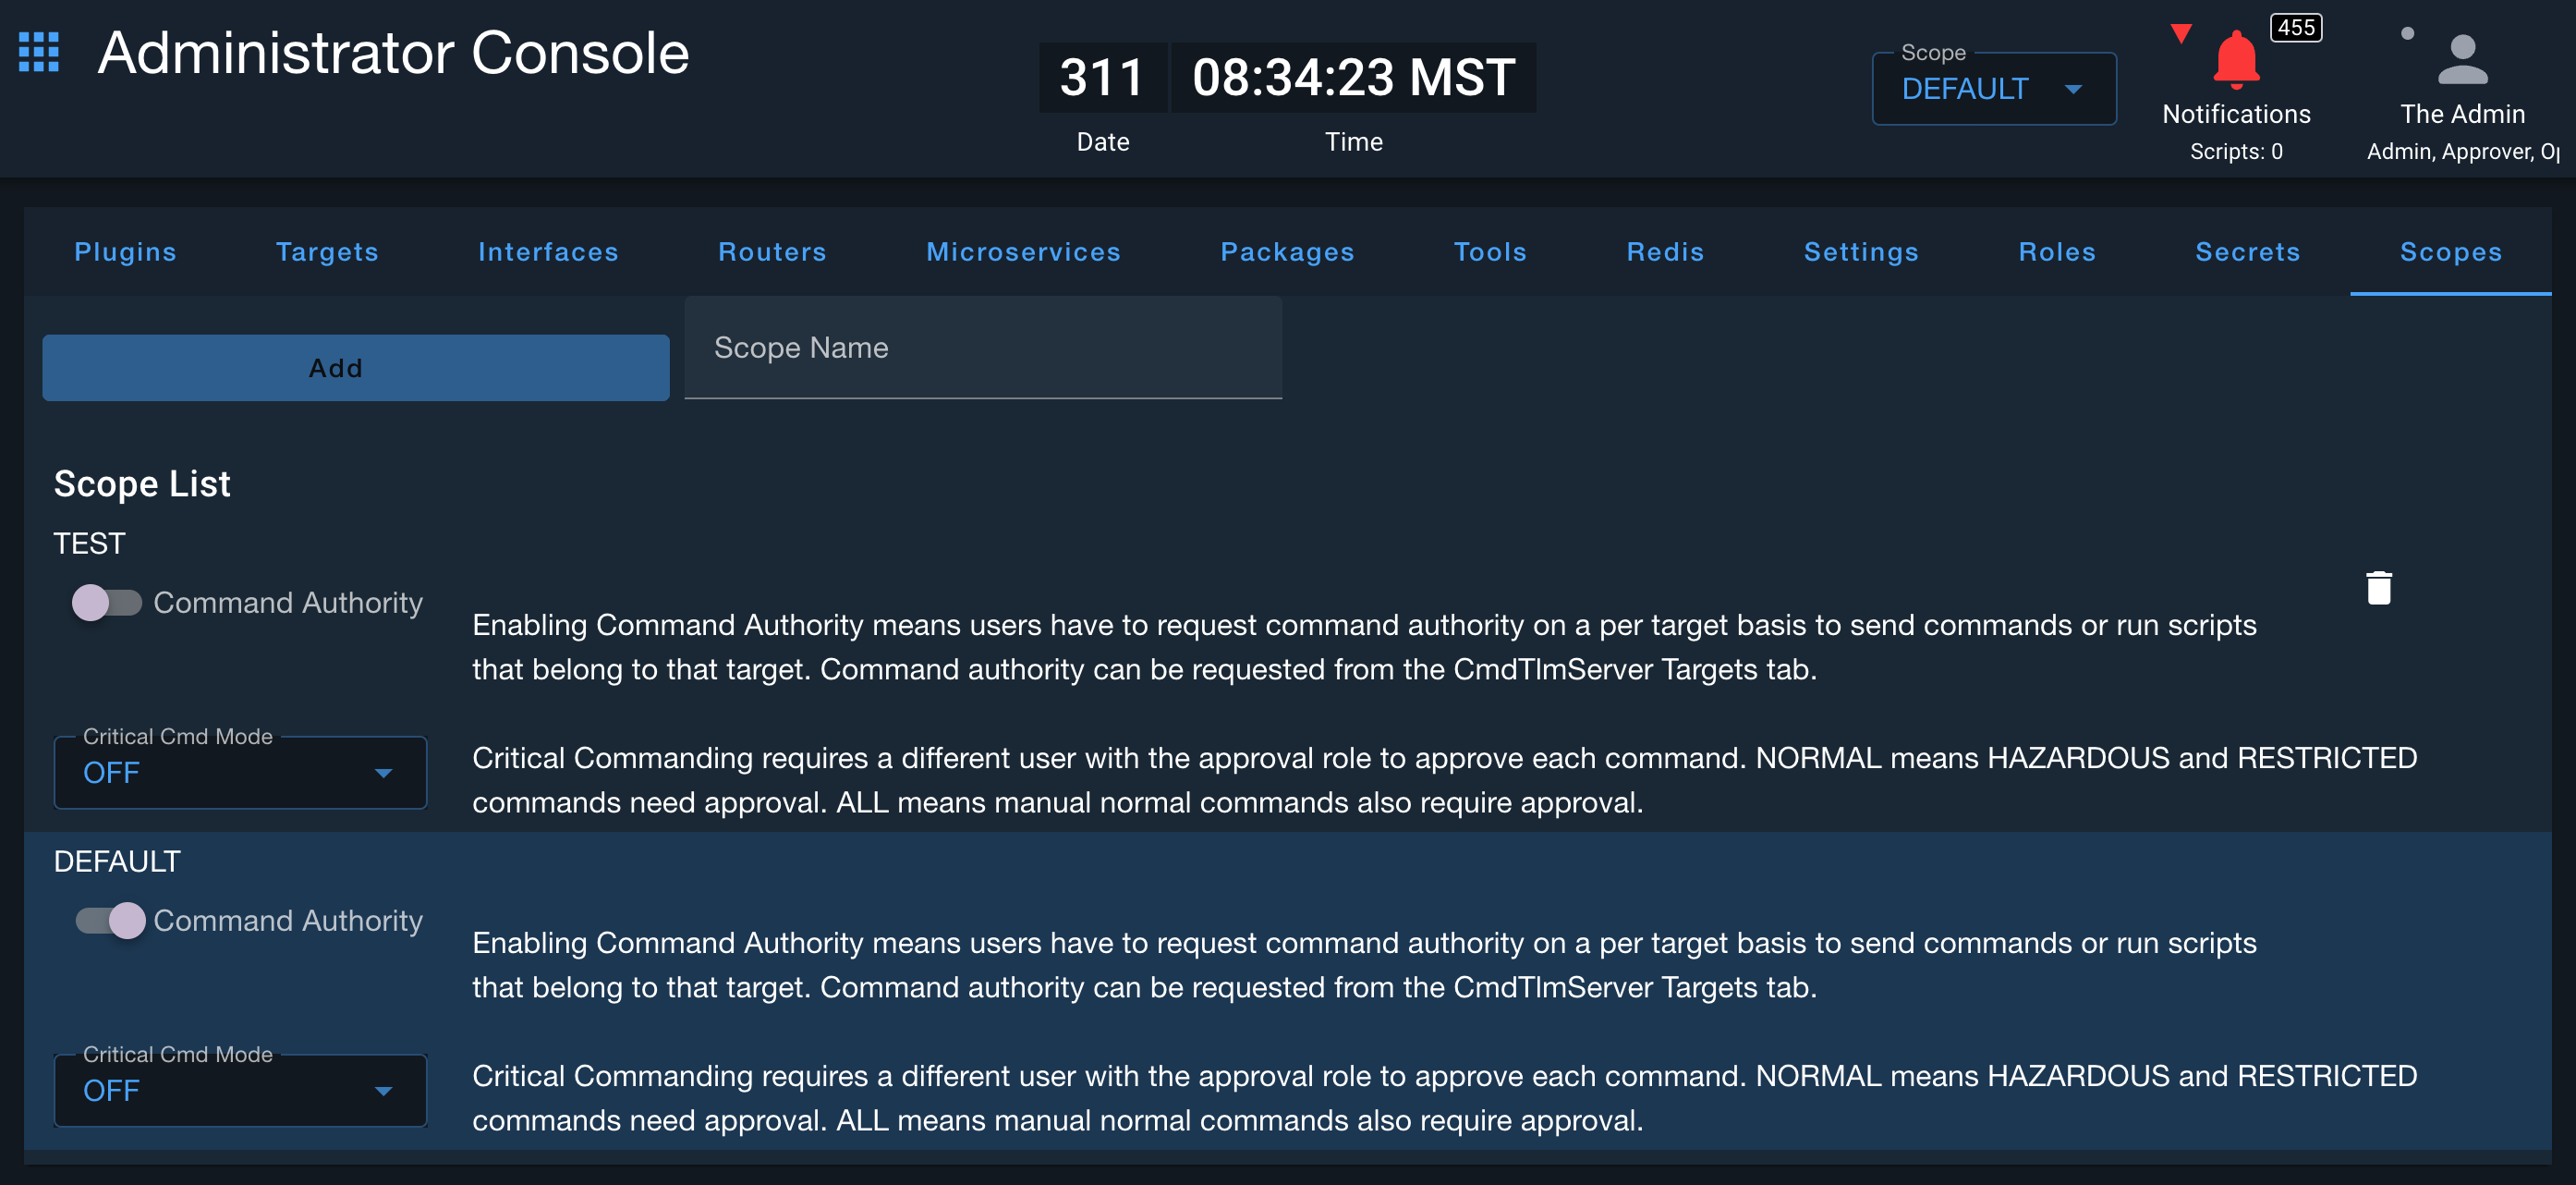 Administrator Console
311
08:34:23 MST
Date
Time
Scope
DEFAULT
455
Notifications
Scripts: 0
The Admin
Admin, Approver, Op
Plugins
Targets
Interfaces
Routers
Microservices
Packages
Tools
Redis
Settings
Roles
Secrets
Scopes
Add
Scope Name
Scope List
TEST
Command Authority
Enabling Command Authority means users have to request command authority on a per target basis to send commands or run scripts
that belong to that target. Command authority can be requested from the CmdTlmServer Targets tab.
Critical Cmd Mode
OFF
Critical Commanding requires a different user with the approval role to approve each command. NORMAL means HAZARDOUS and RESTRICTED
commands need approval. ALL means manual normal commands also require approval.
DEFAULT
Command Authority
Enabling Command Authority means users have to request command authority on a per target basis to send commands or run scripts
that belong to that target. Command authority can be requested from the CmdTlmServer Targets tab.
Critical Cmd Mode
OFF
Critical Commanding requires a different user with the approval role to approve each command. NORMAL means HAZARDOUS and RESTRICTED
commands need approval. ALL means manual normal commands also require approval.